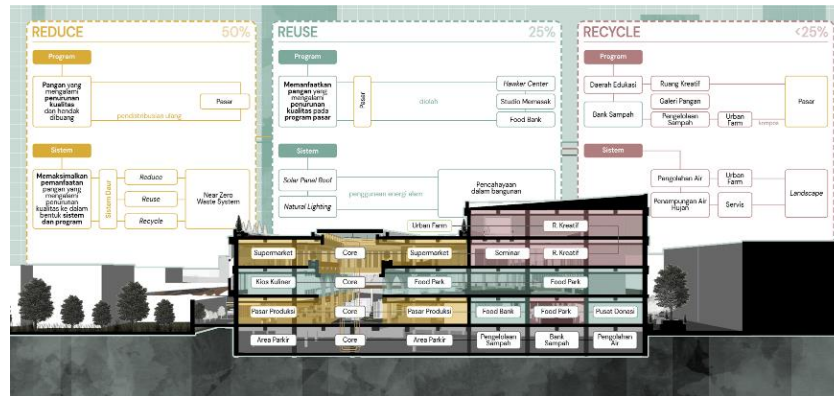 REDUCE 50%
Program
Pangan yang
mengalami
penurunan
kualitas
dan hendak
dibuang
pendistribusian ulang
Pasar
Sistem
Memaksimalkan
pemanfaatan
pangan yang
mengalami
penurunan
kualitas ke dalam
bentuk sistem
dan program
Sistem Daur
Reduce
Reuse
Recycle
Near Zero
Waste System
REUSE 25%
Program
Memanfaatkan
pangan yang
mengalami
penurunan
kualitas pada
program pasar
Pasar
diolah
Hawker Center
Studio Memasak
Food Bank
Sistem
Solar Panel Roof
Natural Lighting
penggunaan energi alam
Pencahayaan
dalam bangunan
RECYCLE <25%
Program
Daerah Edukasi
Bank Sampah
Ruang Kreatif
Galeri Pangan
Pengelolaan
Sampah
Urban
Farm
kompos
Pasar
Sistem
Pengolahan Air
Urban
Farm
Penampungan Air
Hujan
Servis
Landscape
Urban Farm
R. Kreatif
Supermarket
Core
Supermarket
Seminar
R. Kreatif
Kios Kuliner
Core
Food Park
Food Park
Pasar Produksi
Core
Pasar Produksi
Food Bank
Food Park
Pusat Donasi
Area Parkir
Core
Area Parkir
Pengelolaan
Sampah
Bank
Sampah
Pengolahan
Air